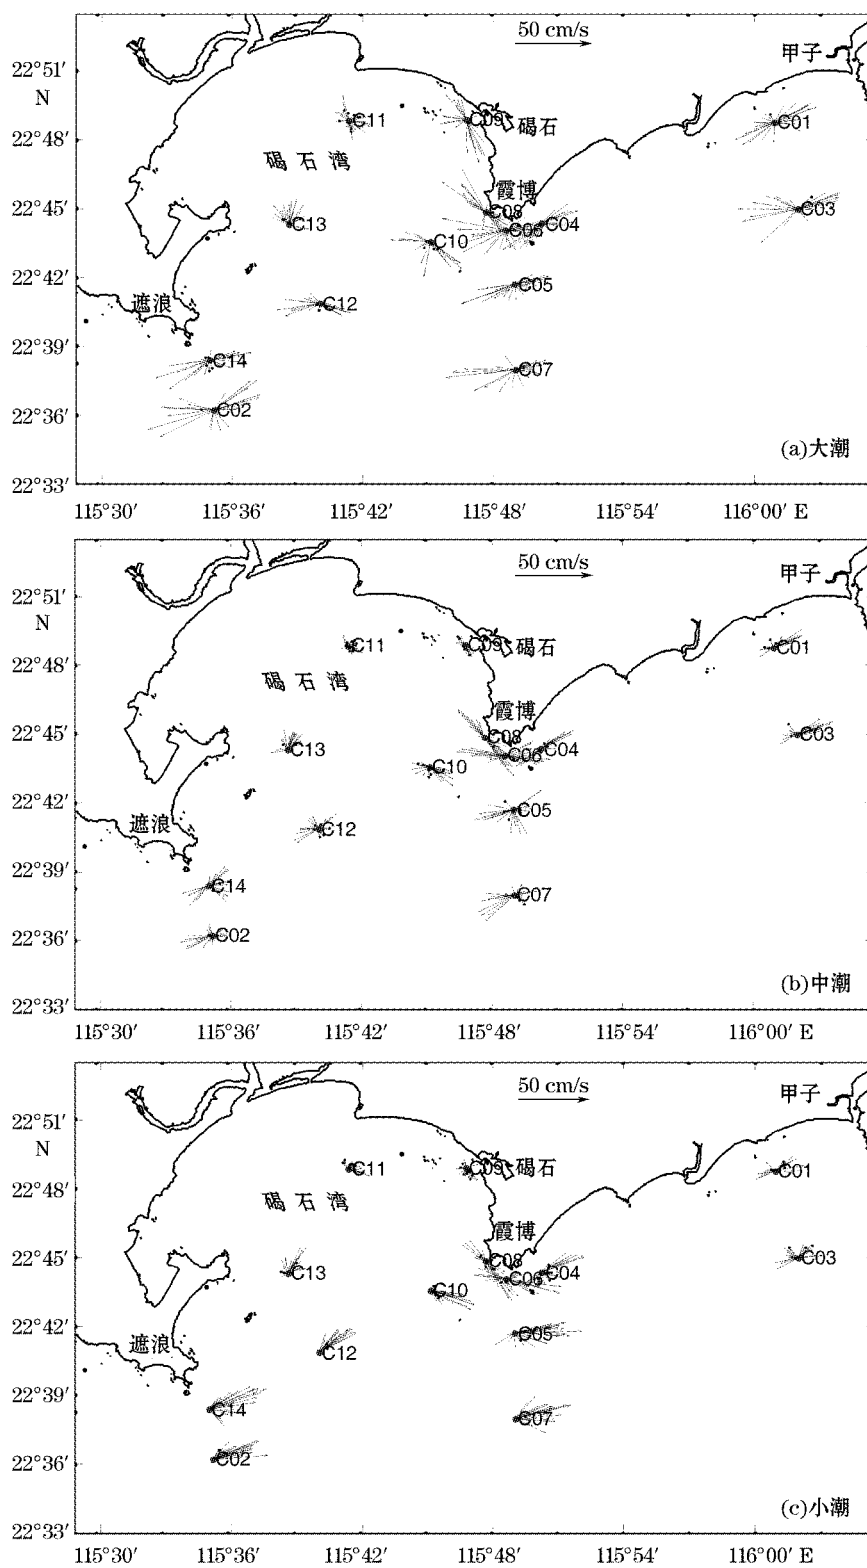 50 cm/s
甲子
22°51′
N
C11
C09
碣石
C01
22°48′
碣 石 湾
霞博
22°45′
C08
C04
C03
C13
C06
C10
22°42′
C05
遮浪
C12
22°39′
C14
C07
C02
22°36′
(a)大潮
22°33′
115°30′ 115°36′ 115°42′ 115°48′ 115°54′ 116°00′ E
50 cm/s
甲子
22°51′
N
C11
C09
碣石
C01
22°48′
碣 石 湾
霞博
22°45′
C08
C04
C03
C13
C06
C10
22°42′
C05
遮浪
C12
22°39′
C14
C07
C02
22°36′
(b)中潮
22°33′
115°30′ 115°36′ 115°42′ 115°48′ 115°54′ 116°00′ E
50 cm/s
甲子
22°51′
N
C11
C09
碣石
C01
22°48′
碣 石 湾
霞博
22°45′
C08
C04
C03
C13
C06
C10
22°42′
C05
遮浪
C12
22°39′
C14
C07
C02
22°36′
(c)小潮
22°33′
115°30′ 115°36′ 115°42′ 115°48′ 115°54′ 116°00′ E